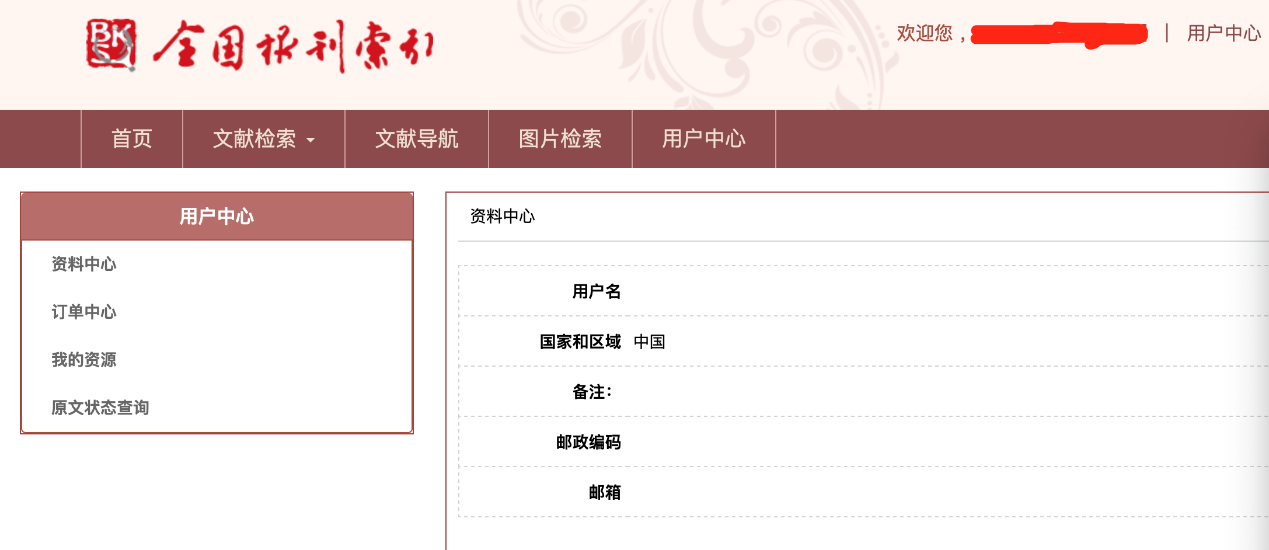 BK
全国报刊索引
欢迎您， | 用户中心
首页 文献检索 文献导航 图片检索 用户中心
用户中心
资料中心
订单中心
我的资源
原文状态查询
资料中心
用户名
国家和区域 中国
备注：
邮政编码
邮箱